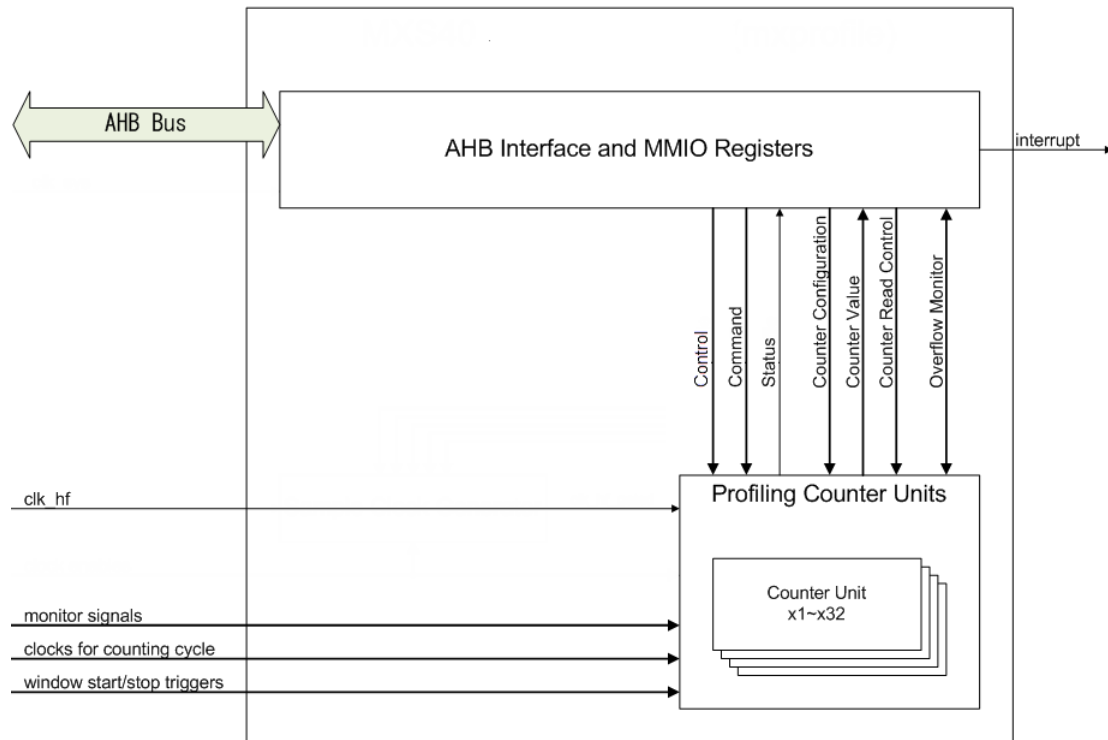 AHB Bus
AHB Interface and MMIO Registers
interrupt
Control
Command
Status
Counter Configuration
Counter Value
Counter Read Control
Overflow Monitor
clk_hf
Profiling Counter Units
Counter Unit
x1~x32
monitor signals
clocks for counting cycle
window start/stop triggers